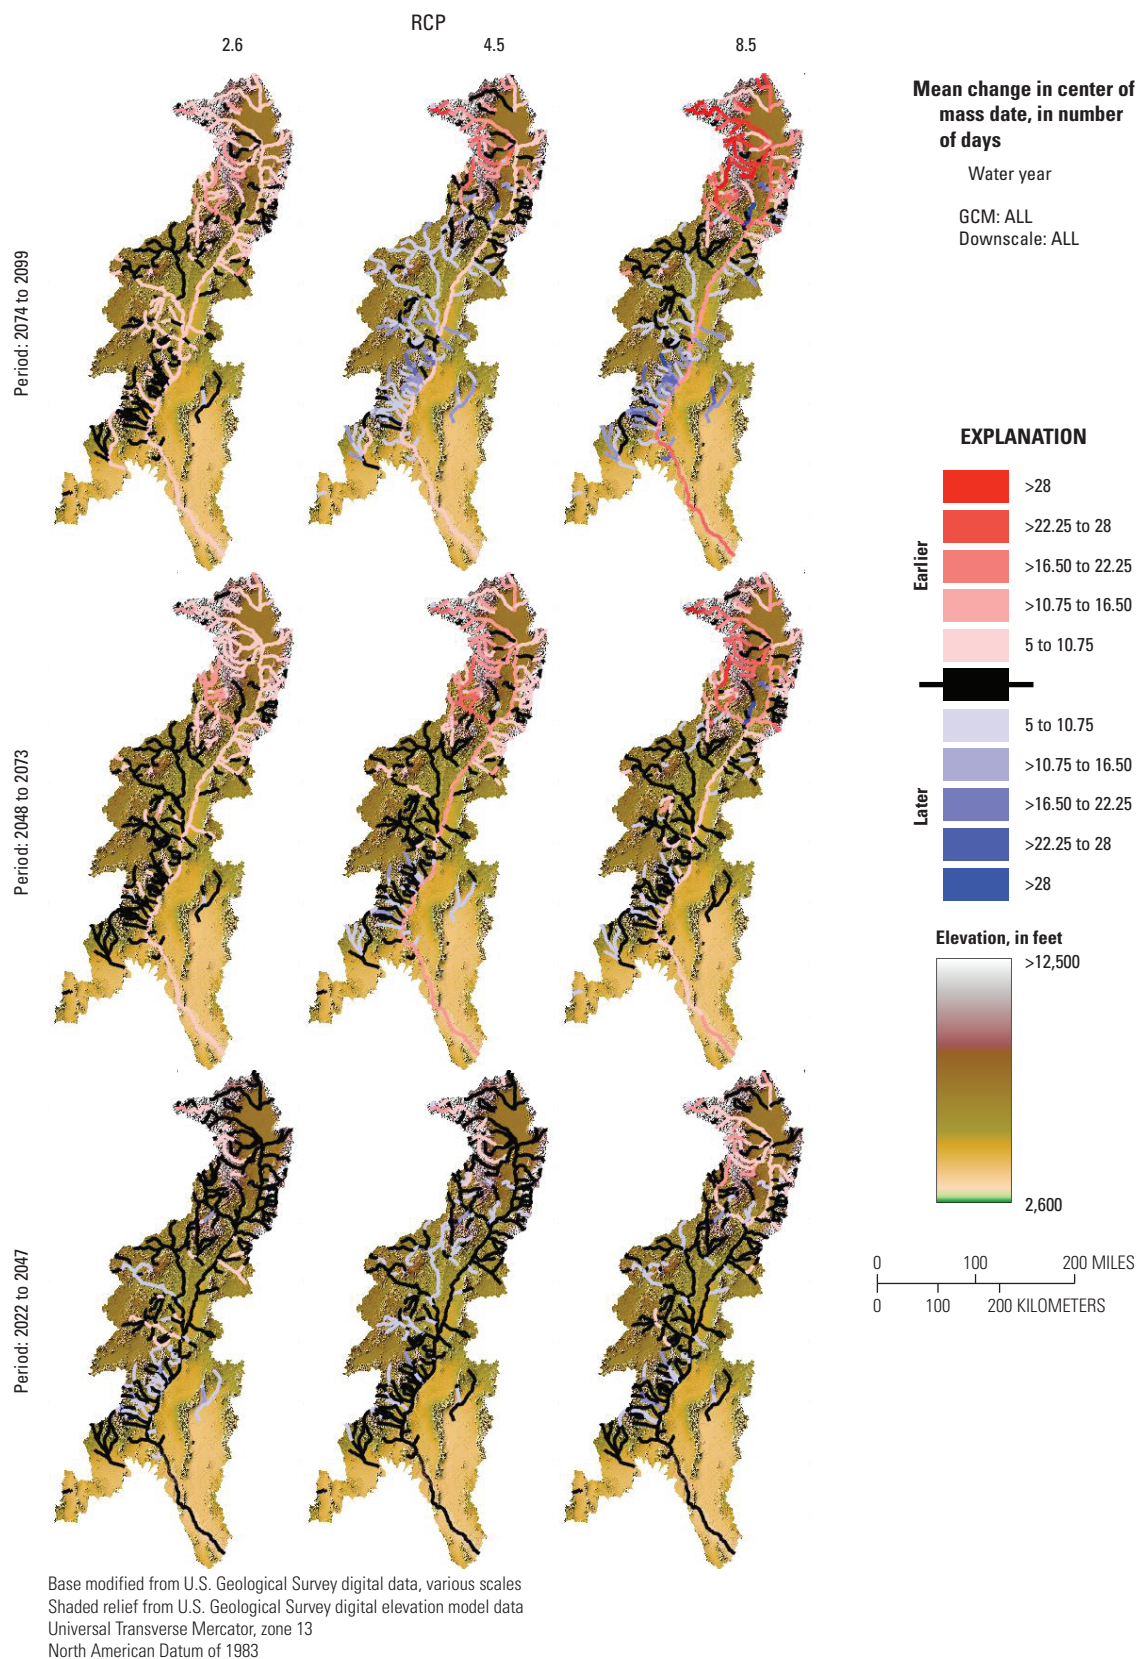 RCP
2.6
4.5
8.5
Mean change in center of
mass date, in number
of days
Water year
GCM: ALL
Downscale: ALL
Period: 2074 to 2099
Period: 2048 to 2073
Period: 2022 to 2047
EXPLANATION
Earlier
>28
>22.25 to 28
>16.50 to 22.25
>10.75 to 16.50
5 to 10.75
Later
5 to 10.75
>10.75 to 16.50
>16.50 to 22.25
>22.25 to 28
>28
Elevation, in feet
>12,500
2,600
0 100 200 MILES
0 100 200 KILOMETERS
Base modified from U.S. Geological Survey digital data, various scales
Shaded relief from U.S. Geological Survey digital elevation model data
Universal Transverse Mercator, zone 13
North American Datum of 1983